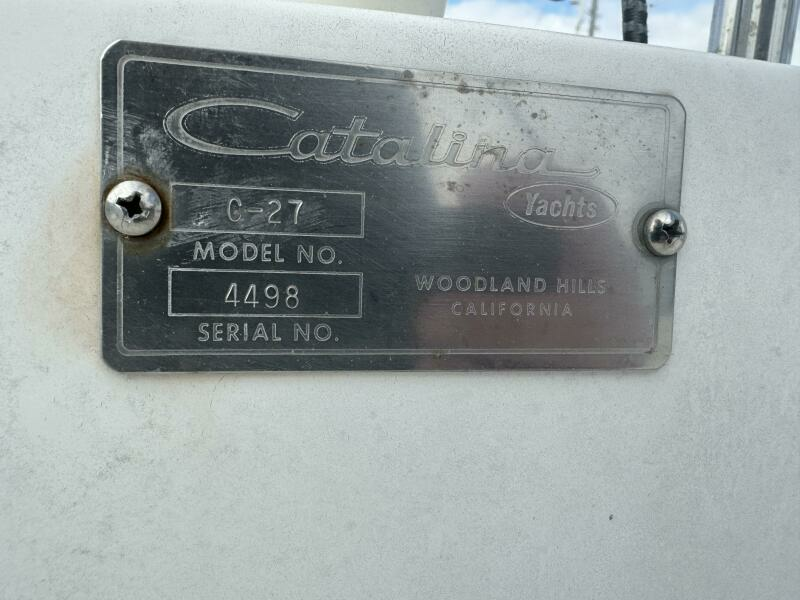 Catalina
Yachts
C-27
MODEL NO.
4498
SERIAL NO.
WOODLAND HILLS
CALIFORNIA